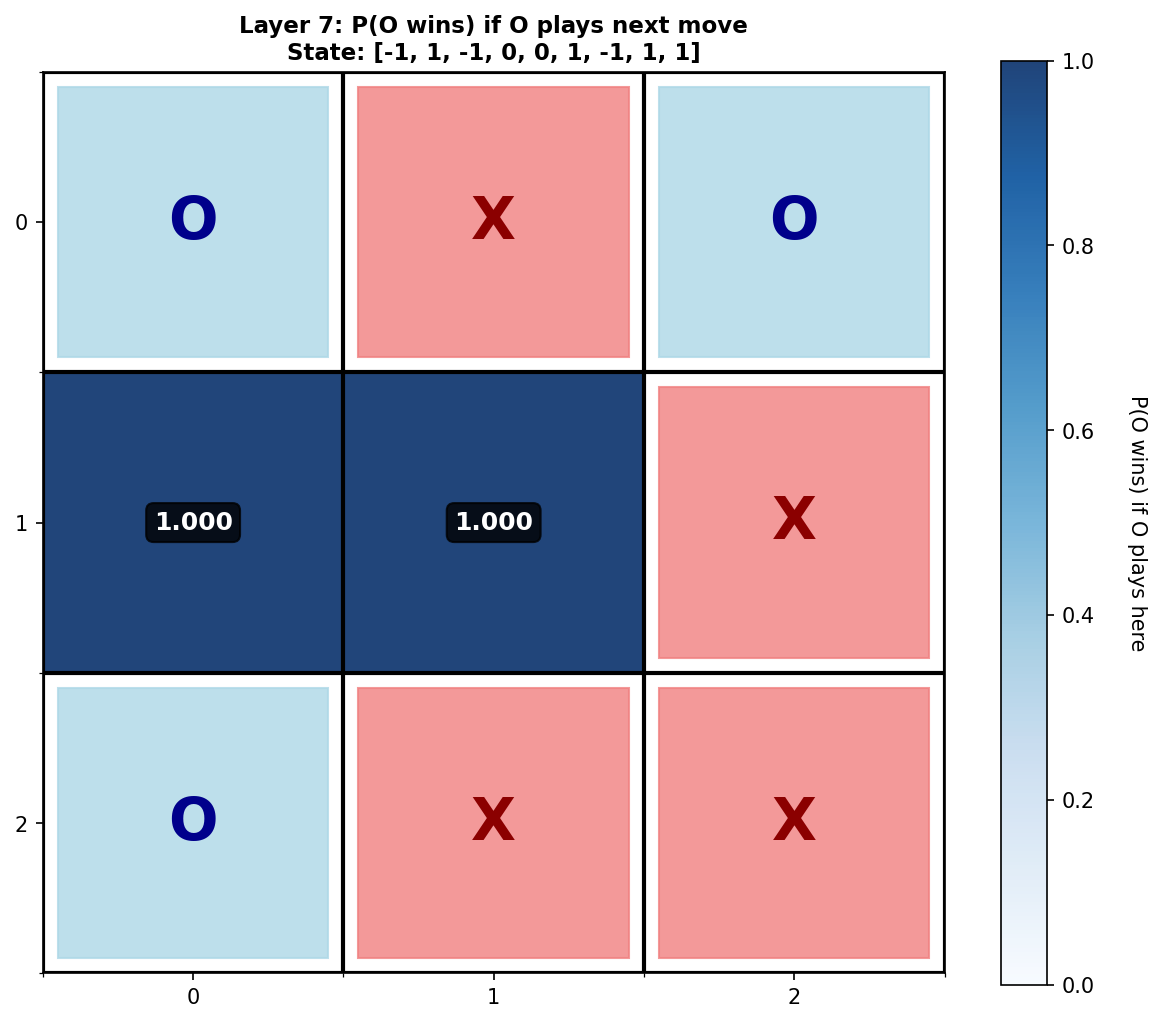 Layer 7: P(O wins) if O plays next move
State: [-1, 1, -1, 0, 0, 1, -1, 1, 1]
0
O
X
O
1
1.000
1.000
X
2
O
X
X
0
1
2
1.0
0.8
0.6
0.4
0.2
0.0
P(O wins) if O plays here